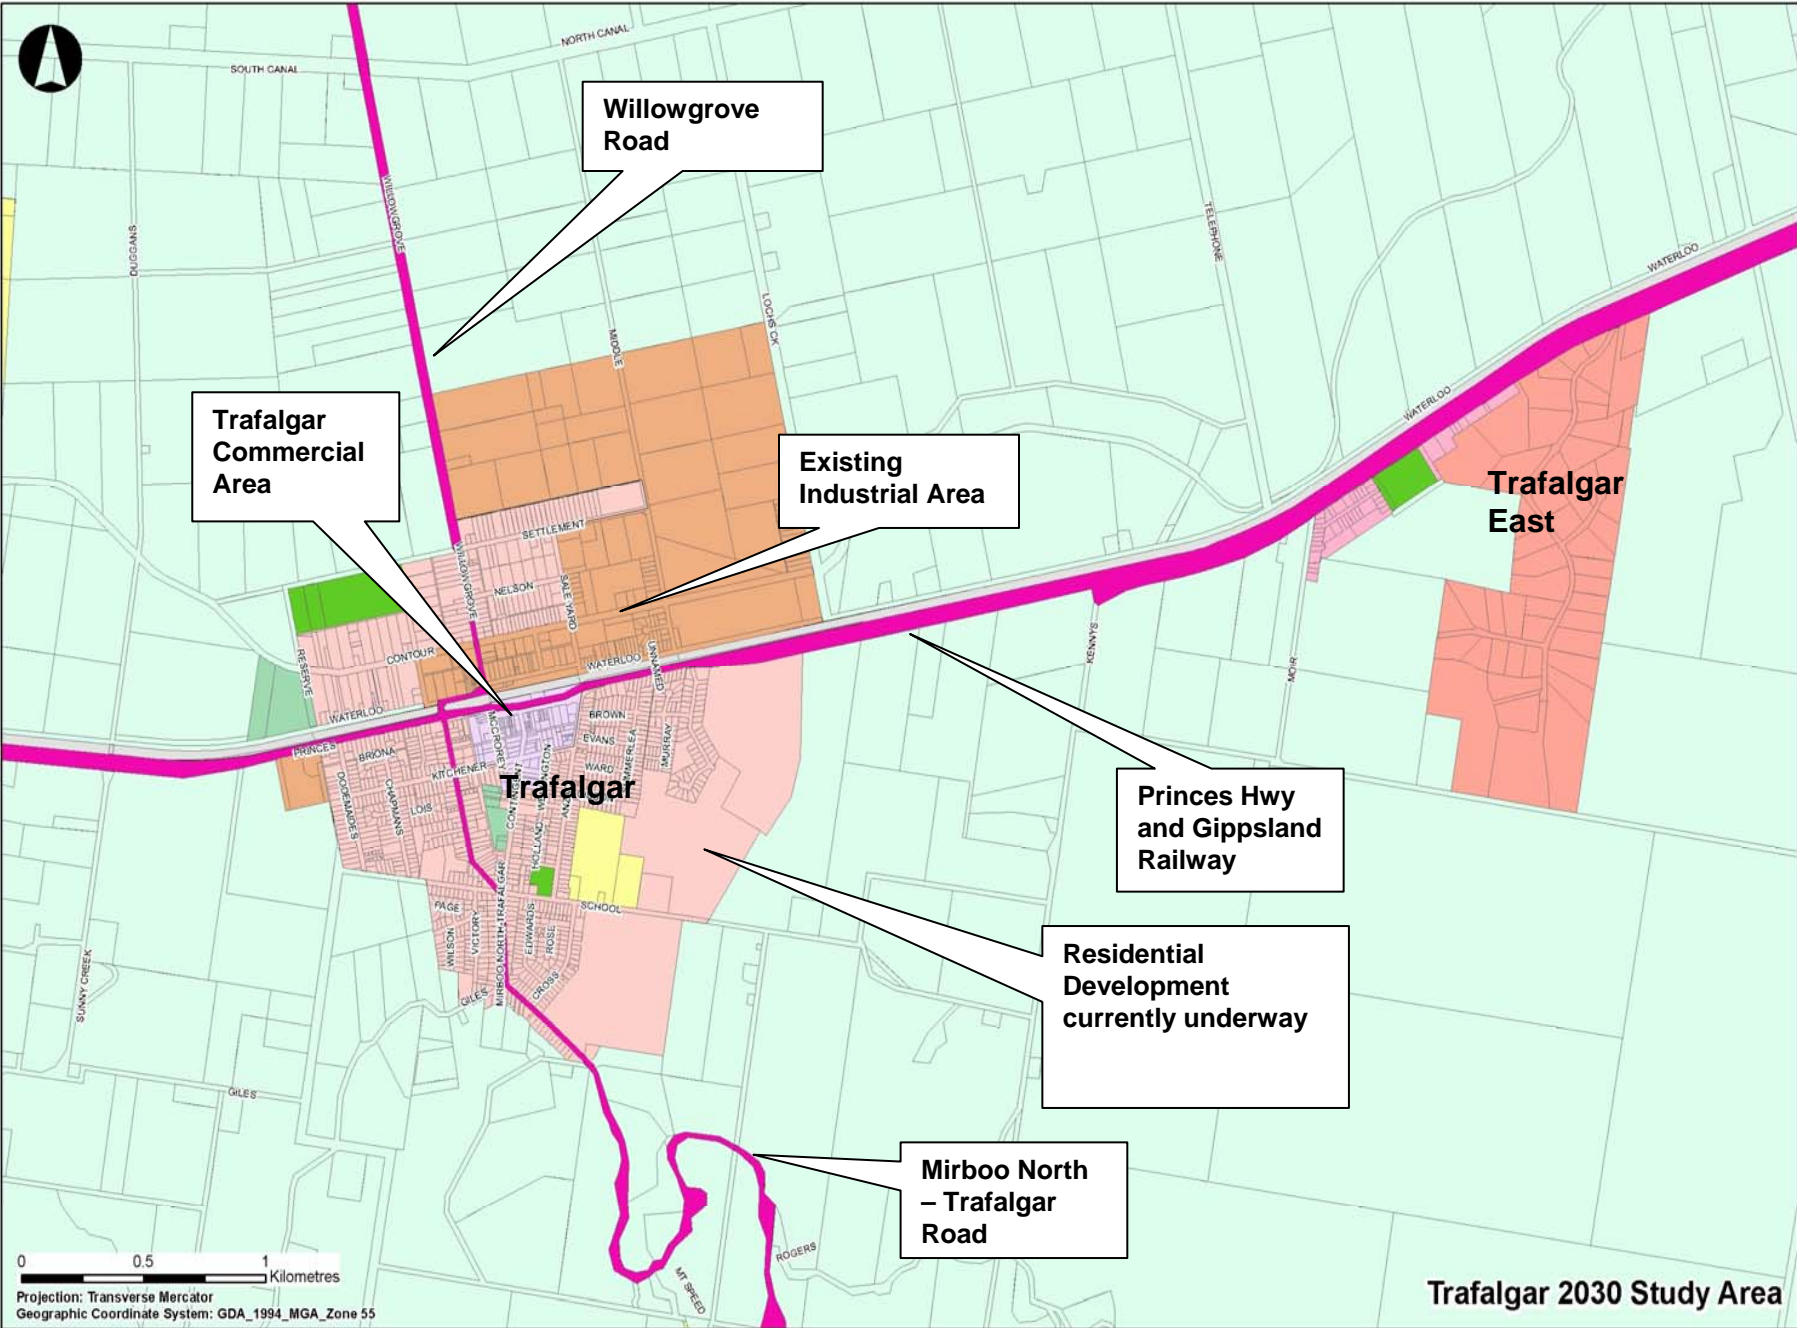 NORTH CANAL
SOUTH CANAL
Willowgrove
Road
WILLOWGROVE
DUGGANS
TELEPHONE
WATERLOO
LOCHS CK
MIDDLE
Trafalgar
Commercial
Area
Existing
Industrial Area
WATERLOO
Trafalgar
East
SETTLEMENT
WILLOWGROVE
NELSON
SALE YARD
CONTOUR
RESERVE
WATERLOO
UNNAMED
KENNYS
MOIR
WATERLOO
PRINCES
BRIONA
MCCROREY
BROWN
EVANS
WARD
MURRAY
KITCHENER
Trafalgar
DODEMAIDES
CHAPMANS
LOIS
HOLLAND
Princes Hwy
and Gippsland
Railway
SCHOOL
PAGE
WILSON
VICTORY
MIRBOO NORTH-TRAFALGAR
EDWARDS
ROSE
CROSS
GILES
SUNNY CREEK
Residential
Development
currently underway
GILES
Mirboo North
– Trafalgar
Road
ROGERS
MT SPEED
0 0.5 1
Kilometres
Projection: Transverse Mercator
Geographic Coordinate System: GDA_1994_MGA_Zone 55
Trafalgar 2030 Study Area